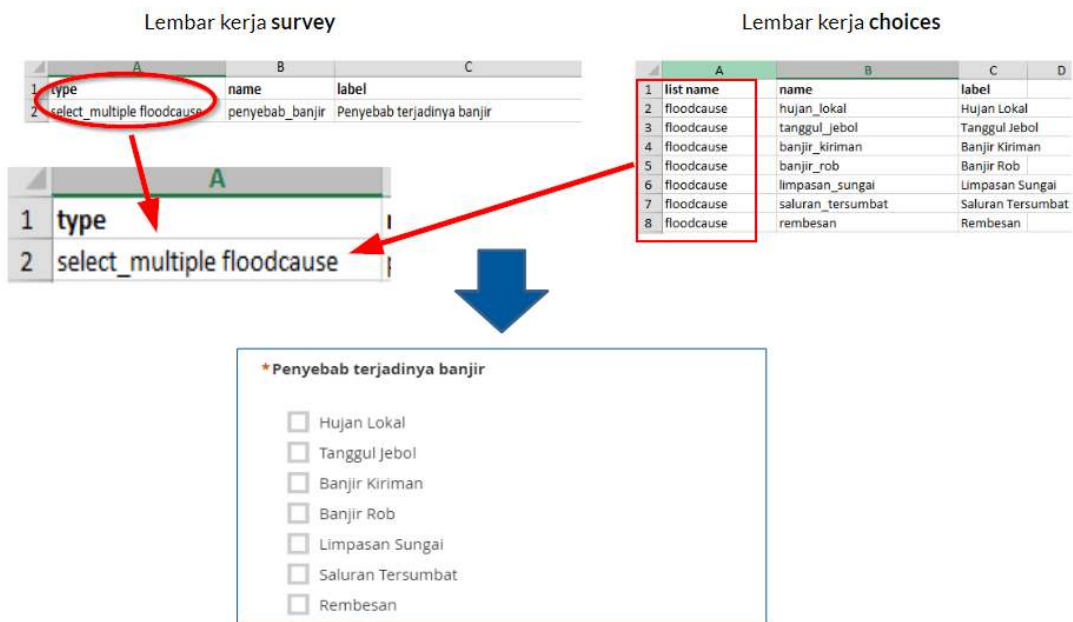 Lembar kerja survey
A B C
1 type name label
2 select_multiple floodcause penyebab_banjir Penyebab terjadinya banjir
Lembar kerja choices
A B C D
1 list name name label
2 floodcause hujan_lokal Hujan Lokal
3 floodcause tanggul_jebol Tanggul Jebol
4 floodcause banjir_kiriman Banjir Kiriman
5 floodcause banjir_rob Banjir Rob
6 floodcause limpasan_sungai Limpasan Sungai
7 floodcause saluran_tersumbat Saluran Tersumbat
8 floodcause rembesan Rembesan
A
1 type
2 select_multiple floodcause
*Penyebab terjadinya banjir
Hujan Lokal
Tanggul Jebol
Banjir Kiriman
Banjir Rob
Limpasan Sungai
Saluran Tersumbat
Rembesan